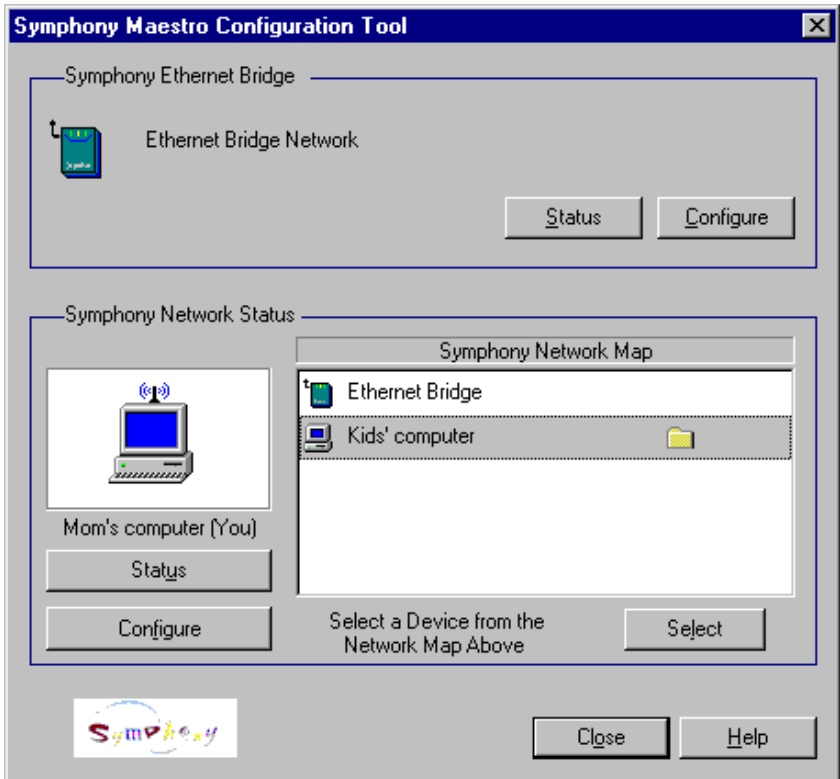 Symphony Maestro Configuration Tool
Symphony Ethernet Bridge
Ethernet Bridge Network
Status
Configure
Symphony Network Status
Symphony Network Map
Ethernet Bridge
Kids' computer
Mom's computer (You)
Status
Configure
Select a Device from the
Network Map Above
Select
Symphony
Close
Help